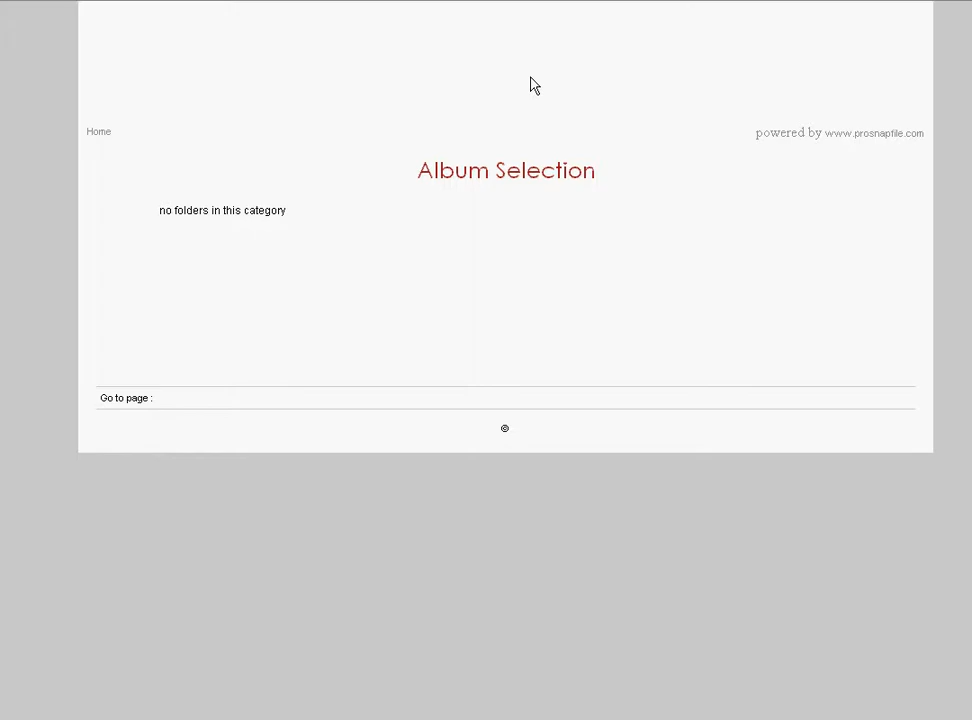 Home
powered by www.prosnapfile.com
Album Selection
no folders in this category
Go to page :
©